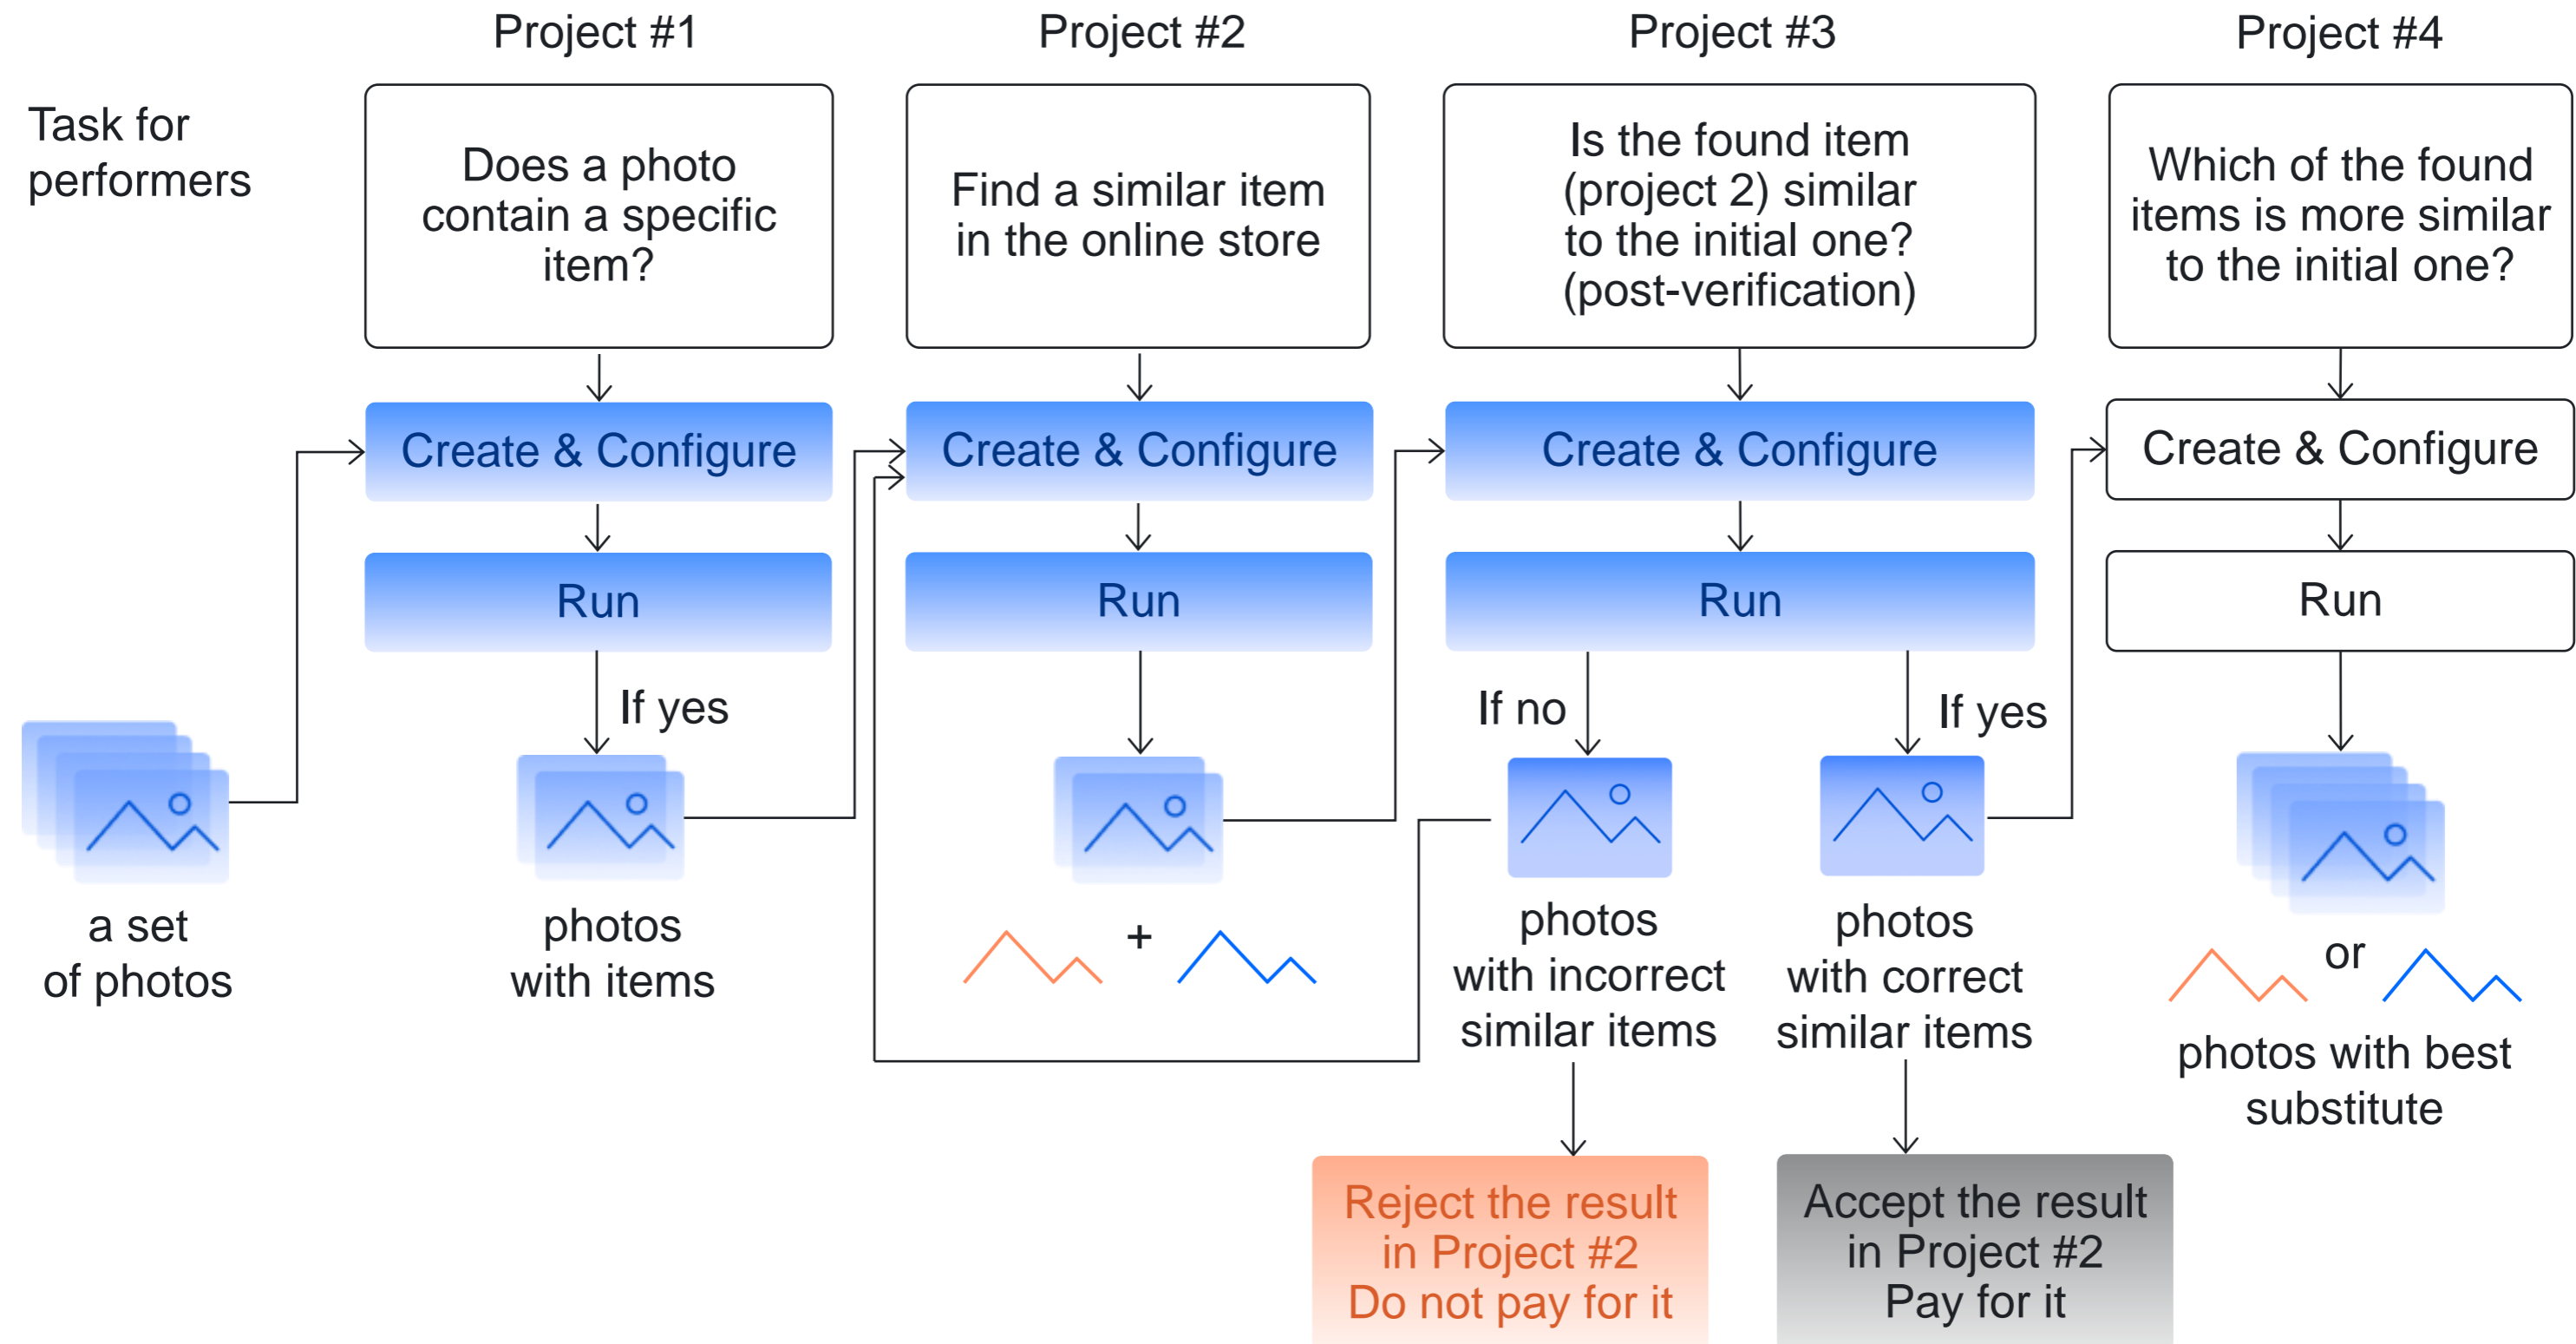 Project #1
Project #2
Project #3
Project #4
Task for
performers
Does a photo
contain a specific
item?
Find a similar item
in the online store
Is the found item
(project 2) similar
to the initial one?
(post-verification)
Which of the found
items is more similar
to the initial one?
Create & Configure
Create & Configure
Create & Configure
Create & Configure
Run
Run
Run
Run
If yes
If no
If yes
a set
of photos
photos
with items
+
photos
with incorrect
similar items
photos
with correct
similar items
or
photos with best
substitute
Reject the result
in Project #2
Do not pay for it
Accept the result
in Project #2
Pay for it